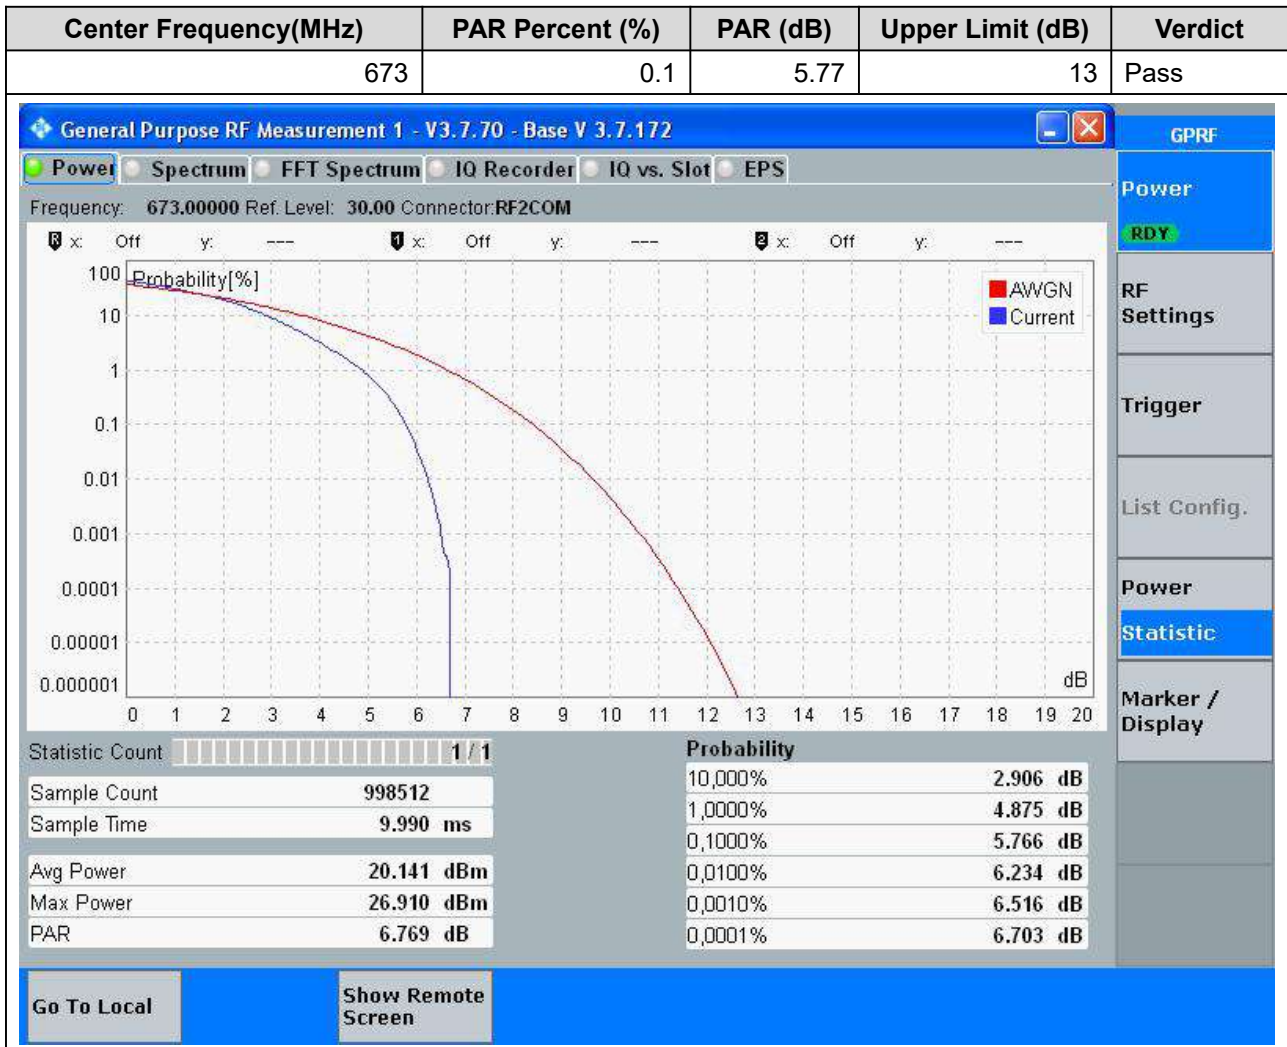 Center Frequency(MHz) PAR Percent (%) PAR (dB) Upper Limit (dB) Verdict
673 0.1 5.77 13 Pass
General Purpose RF Measurement 1 - V3.7.70 - Base V 3.7.172
GPRF
Power Spectrum FFT Spectrum IQ Recorder IQ vs. Slot EPS
Power
RDY
Frequency: 673.00000 Ref. Level: 30.00 Connector:RF2COM
R x: Off y: --- 1 x: Off y: --- 2 x: Off y: ---
Probability[%]
AWGN
Current
100
10
1
0.1
0.01
0.001
0.0001
0.00001
0.000001
dB
0 1 2 3 4 5 6 7 8 9 10 11 12 13 14 15 16 17 18 19 20
RF
Settings
Trigger
List Config.
Power
Statistic
Marker /
Display
Statistic Count 1 / 1
Sample Count 998512
Sample Time 9.990 ms
Avg Power 20.141 dBm
Max Power 26.910 dBm
PAR 6.769 dB
Probability
10,000% 2.906 dB
1,0000% 4.875 dB
0,1000% 5.766 dB
0,0100% 6.234 dB
0,0010% 6.516 dB
0,0001% 6.703 dB
Go To Local
Show Remote
Screen